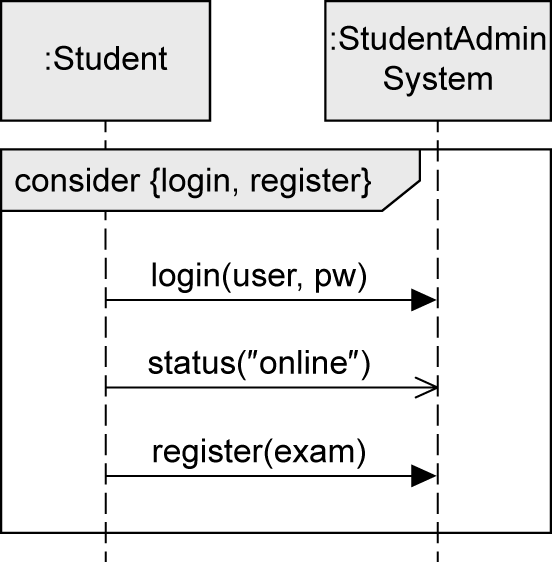 :Student
:StudentAdmin
System
consider {login, register}
login(user, pw)
status("online")
register(exam)